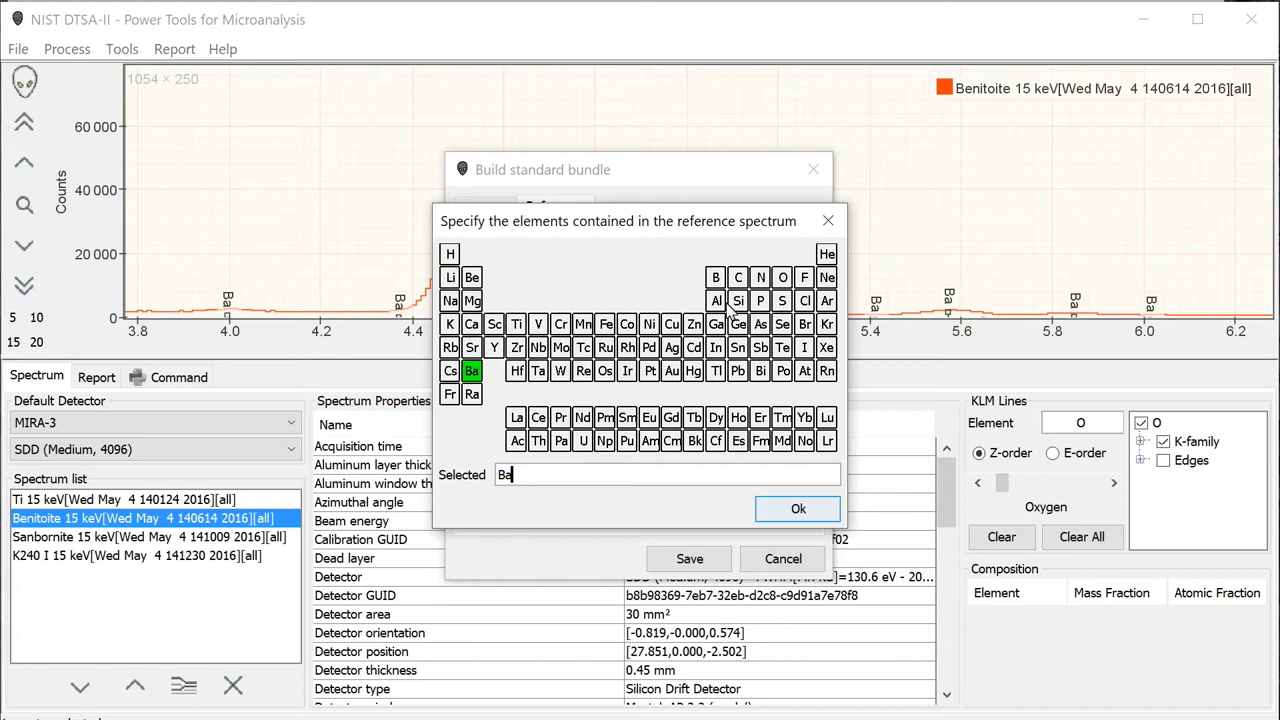 NIST DTSA-II - Power Tools for Microanalysis
File Process Tools Report Help
1054 × 250
Benitoite 15 keV[Wed May 4 140614 2016][all]
60 000
40 000
20 000
0
Counts
Ba Ba Ba Ba Ba Ba
3.8 4.0 4.2 4.4 5.4 5.6 5.8 6.0 6.2
5 10
15 20
Build standard bundle
Specify the elements contained in the reference spectrum
H He
Li Be B C N O F Ne
Na Mg Al Si P S Cl Ar
K Ca Sc Ti V Cr Mn Fe Co Ni Cu Zn Ga Ge As Se Br Kr
Rb Sr Y Zr Nb Mo Tc Ru Rh Pd Ag Cd In Sn Sb Te I Xe
Cs Ba Hf Ta W Re Os Ir Pt Au Hg Tl Pb Bi Po At Rn
Fr Ra
La Ce Pr Nd Pm Sm Eu Gd Tb Dy Ho Er Tm Yb Lu
Ac Th Pa U Np Pu Am Cm Bk Cf Es Fm Md No Lr
Selected Ba
Ok
Save Cancel
Spectrum Report Command
Default Detector
MIRA-3
SDD (Medium, 4096)
Spectrum list
Ti 15 keV[Wed May 4 140124 2016][all]
Benitoite 15 keV[Wed May 4 140614 2016][all]
Sanbornite 15 keV[Wed May 4 141009 2016][all]
K240 I 15 keV[Wed May 4 141230 2016][all]
Spectrum Properties
Name
Acquisition time
Aluminum layer thick
Aluminum window th
Azimuthal angle
Beam energy
Calibration GUID f02
Dead layer
Detector
Detector GUID b8b98369-7eb7-32eb-d2c8-c9d91a7e78f8
Detector area 30 mm²
Detector orientation [-0.819,-0.000,0.574]
Detector position [27.851,0.000,-2.502]
Detector thickness 0.45 mm
Detector type Silicon Drift Detector
KLM Lines
Element O
Z-order E-order
Oxygen
Clear Clear All
O
K-family
Edges
Composition
Element Mass Fraction Atomic Fraction